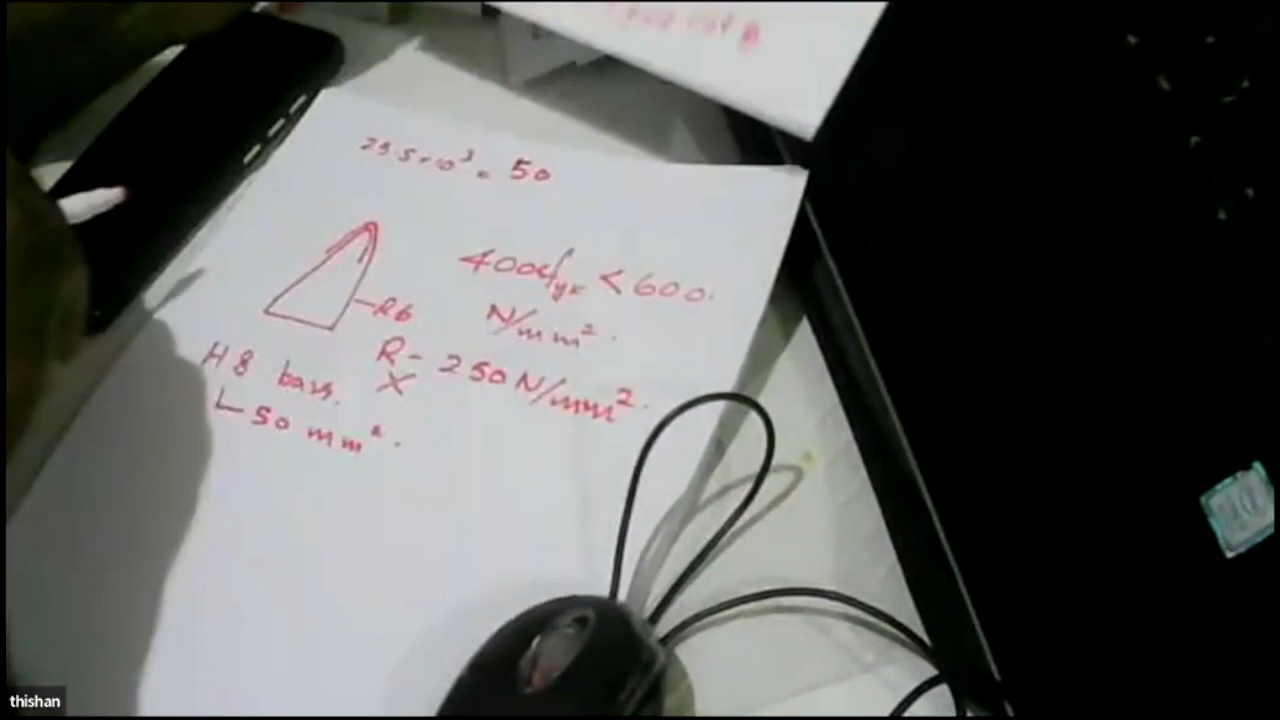 23.5×10³ = 50
400<fyk <600.
N/mm².
R6
R - 250 N/mm².
X
H8 bars.
50 mm².
thishan